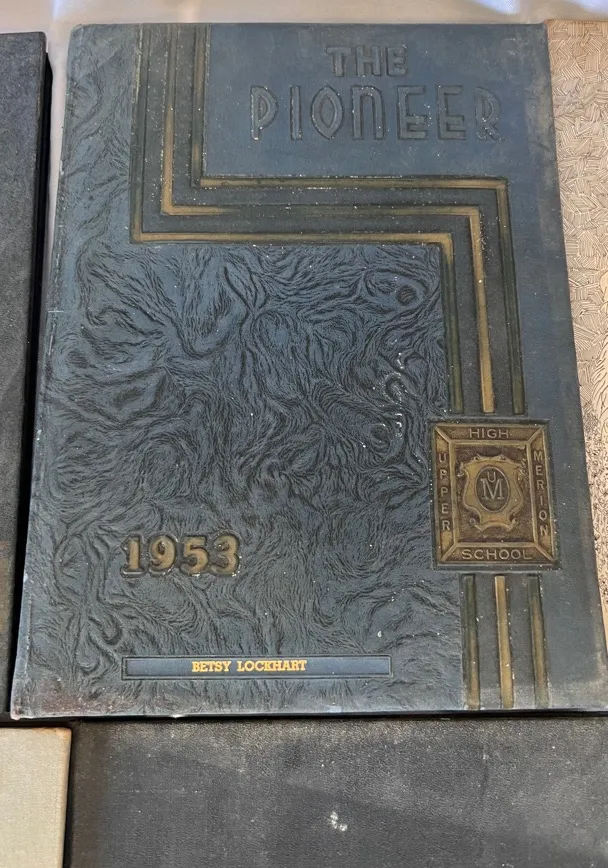 THE
PIONEER
HIGH
UPPER
UM
MERION
SCHOOL
1953
BETSY LOCKHART